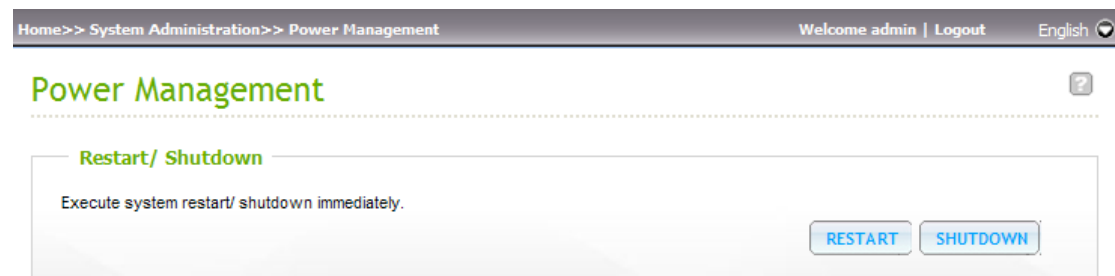 Home>> System Administration>> Power Management Welcome admin | Logout English
Power Management ?
Restart/ Shutdown
Execute system restart/ shutdown immediately.
RESTART SHUTDOWN